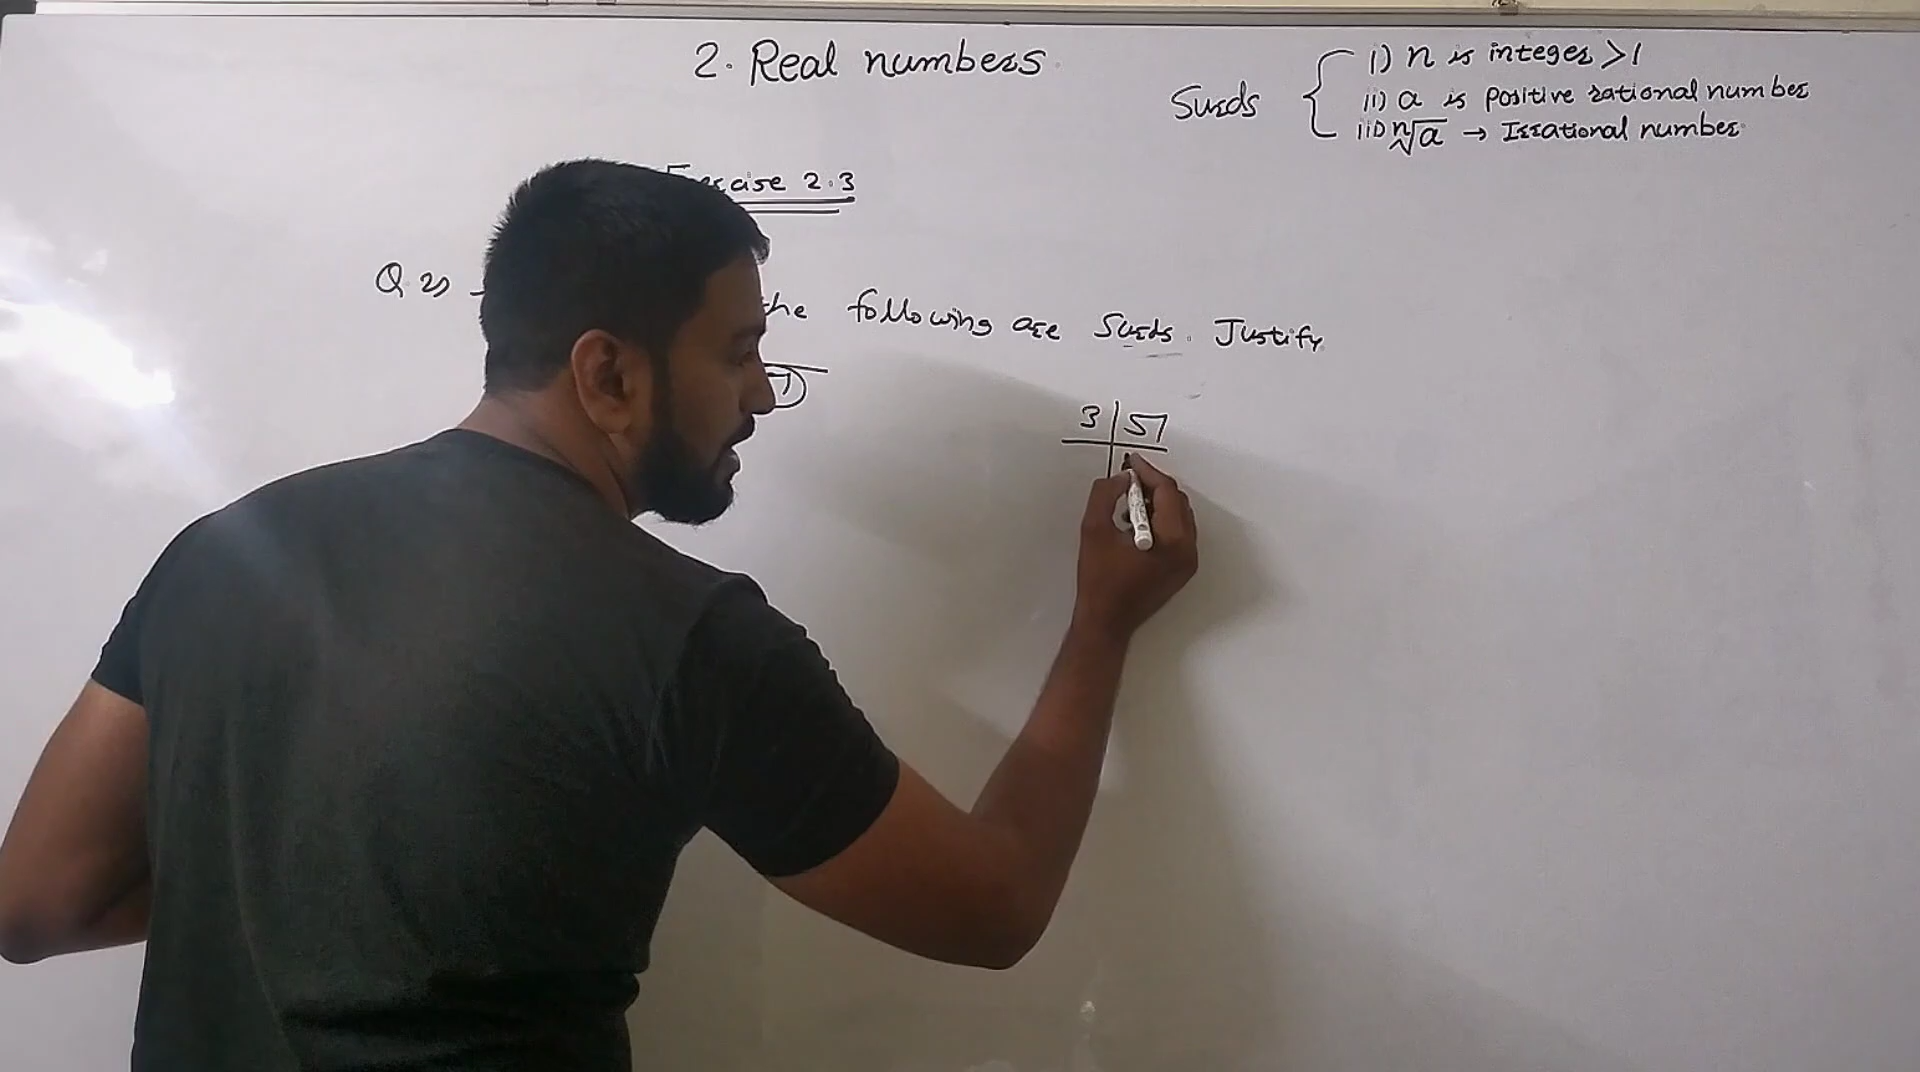 2. Real numbers
Surds
i) n is integer > 1
ii) a is positive rational number
iii) n√a → Irrational number
Exercise 2.3
Q. 2)
the following are Surds. Justify
3 | 57